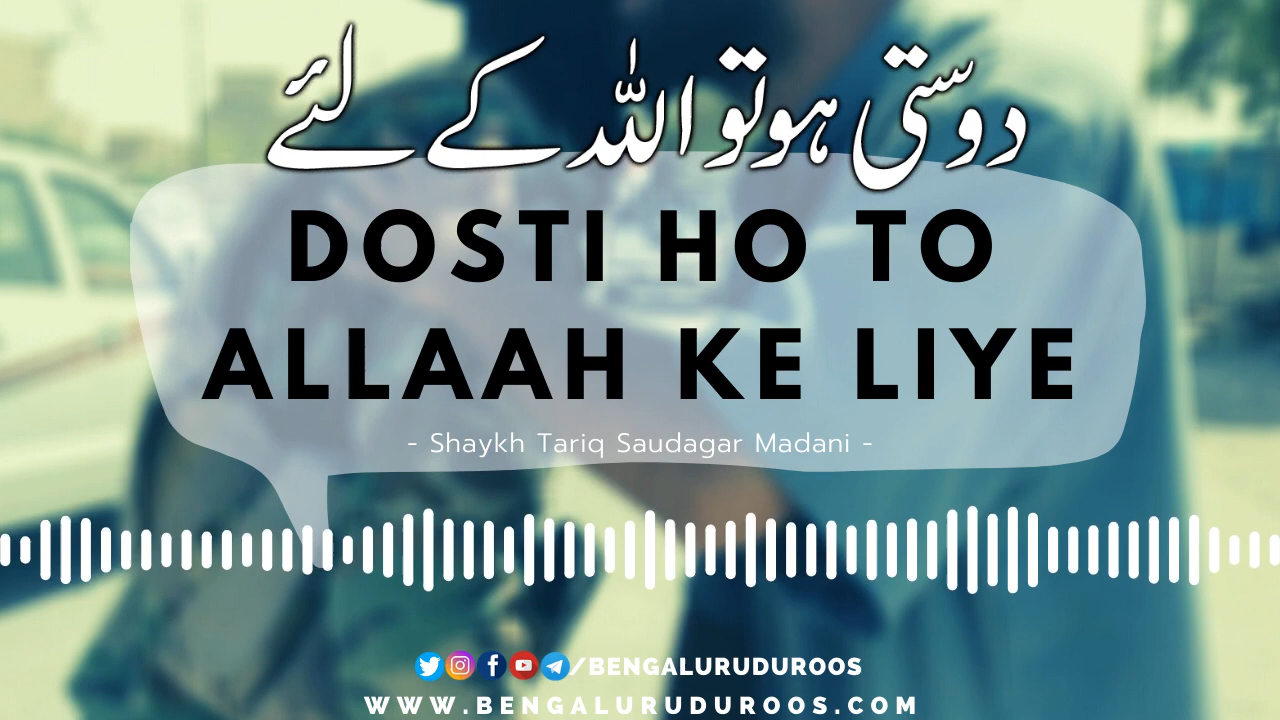 دوستی ہو تو اللہ کے لئے
DOSTI HO TO
ALLAAH KE LIYE
- Shaykh Tariq Saudagar Madani -
/BENGALURUDUROOS
WWW.BENGALURUDUROOS.COM